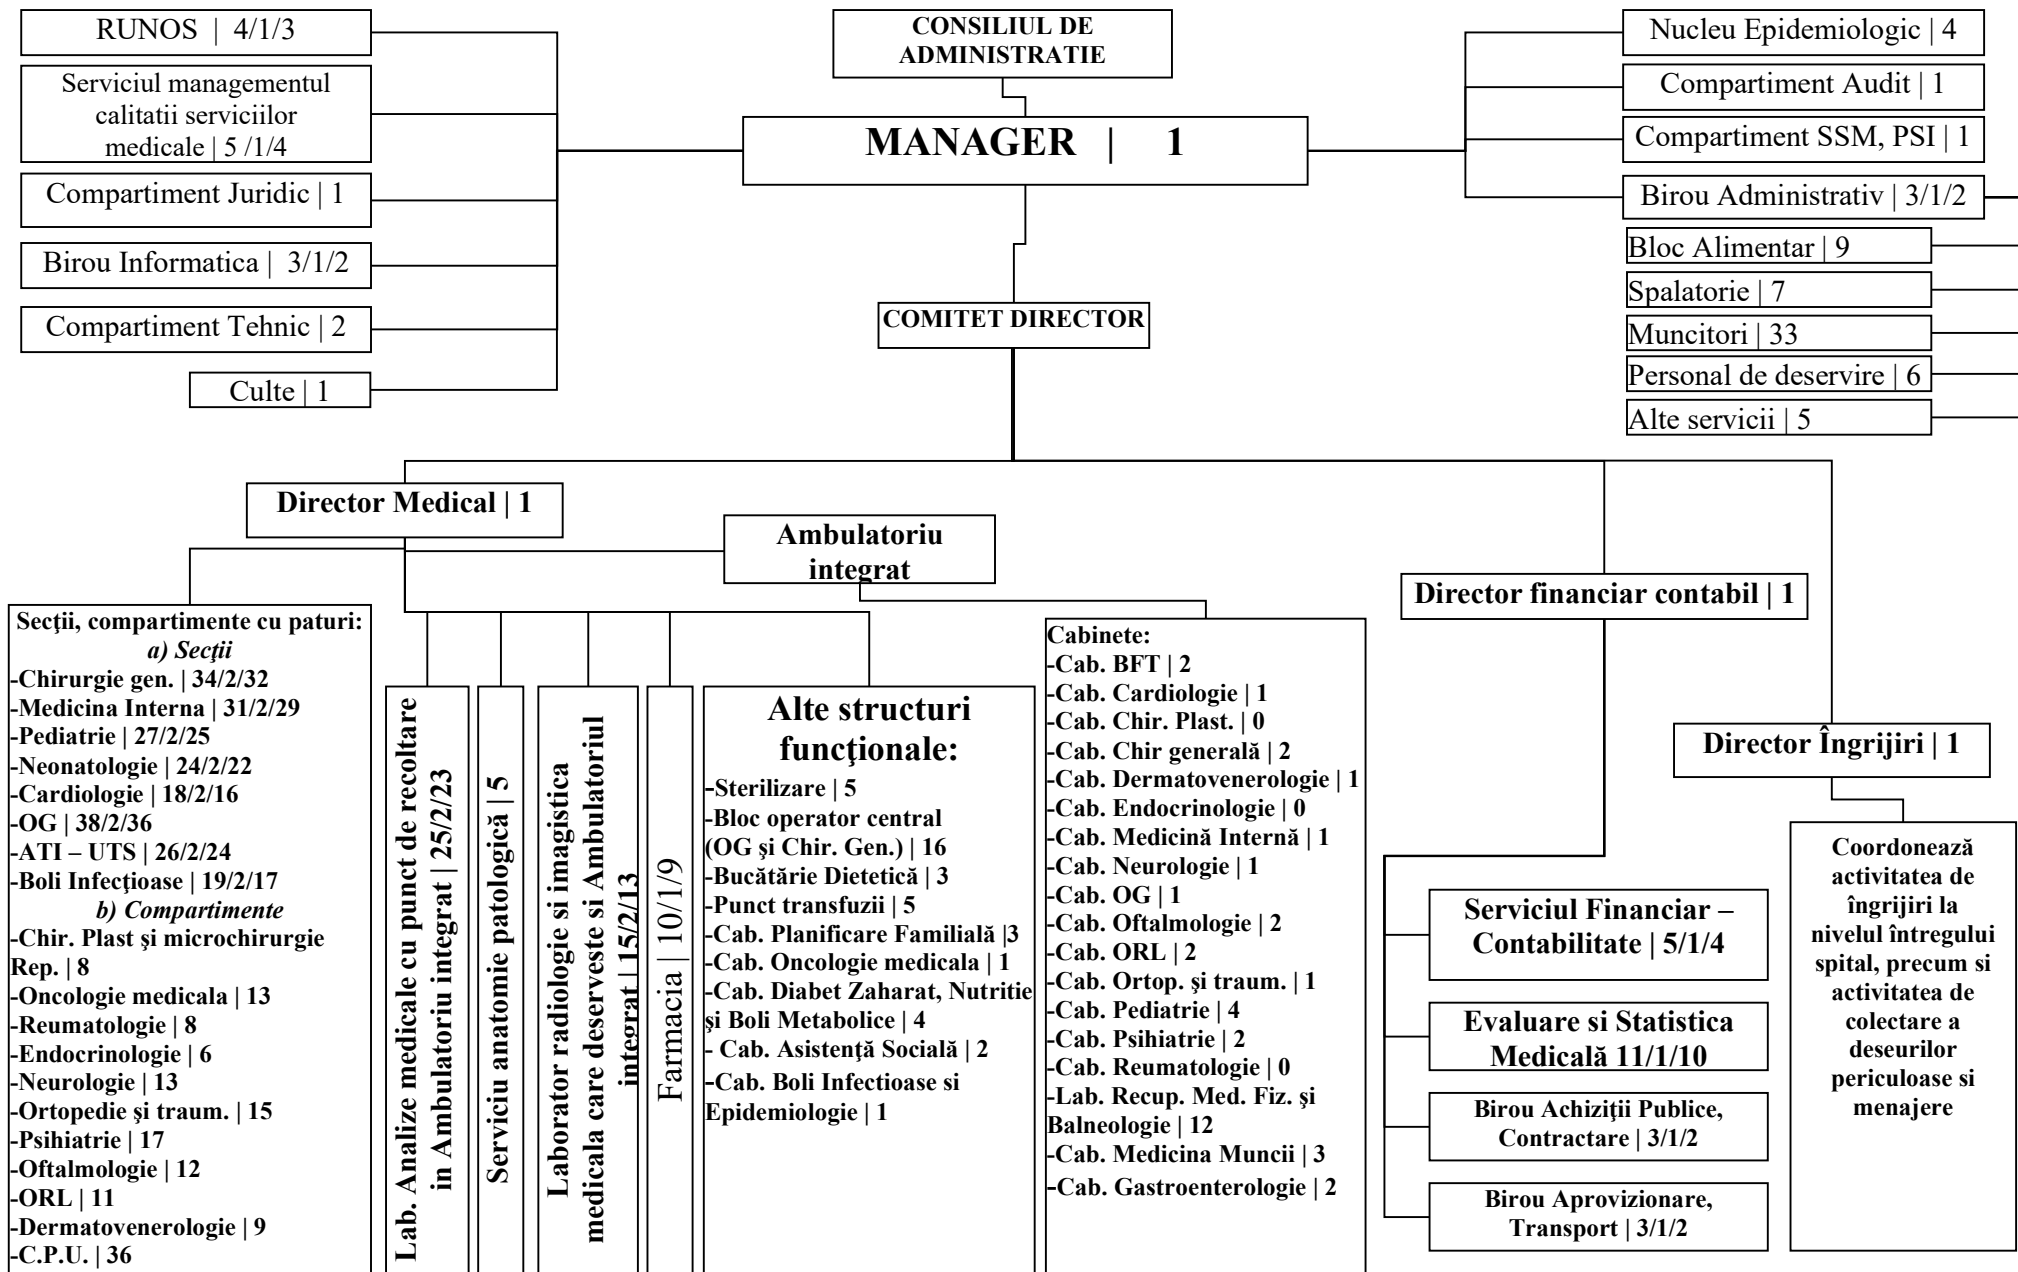 RUNOS | 4/1/3
Serviciul managementul
calitatii serviciilor
medicale | 5 /1/4
Compartiment Juridic | 1
Birou Informatica | 3/1/2
Compartiment Tehnic | 2
Culte | 1
CONSILIUL DE
ADMINISTRATIE
MANAGER | 1
COMITET DIRECTOR
Nucleu Epidemiologic | 4
Compartiment Audit | 1
Compartiment SSM, PSI | 1
Birou Administrativ | 3/1/2
Bloc Alimentar | 9
Spalatorie | 7
Muncitori | 33
Personal de deservire | 6
Alte servicii | 5
Director Medical | 1
Ambulatoriu
integrat
Director financiar contabil | 1
Director Îngrijiri | 1
Secţii, compartimente cu paturi:
a) Secţii
-Chirurgie gen. | 34/2/32
-Medicina Interna | 31/2/29
-Pediatrie | 27/2/25
-Neonatologie | 24/2/22
-Cardiologie | 18/2/16
-OG | 38/2/36
-ATI – UTS | 26/2/24
-Boli Infecţioase | 19/2/17
b) Compartimente
-Chir. Plast şi microchirurgie
Rep. | 8
-Oncologie medicala | 13
-Reumatologie | 8
-Endocrinologie | 6
-Neurologie | 13
-Ortopedie şi traum. | 15
-Psihiatrie | 17
-Oftalmologie | 12
-ORL | 11
-Dermatovenerologie | 9
-C.P.U. | 36
Lab. Analize medicale cu punct de recoltare
in Ambulatoriu integrat | 25/2/23
Serviciu anatomie patologică | 5
Laborator radiologie si imagistica
medicala care deserveste si Ambulatoriul
integrat | 15/2/13
Farmacia | 10/1/9
Alte structuri
funcţionale:
-Sterilizare | 5
-Bloc operator central
(OG şi Chir. Gen.) | 16
-Bucătărie Dietetică | 3
-Punct transfuzii | 5
-Cab. Planificare Familială |3
-Cab. Oncologie medicala | 1
-Cab. Diabet Zaharat, Nutritie
şi Boli Metabolice | 4
- Cab. Asistenţă Socială | 2
-Cab. Boli Infectioase si
Epidemiologie | 1
Cabinete:
-Cab. BFT | 2
-Cab. Cardiologie | 1
-Cab. Chir. Plast. | 0
-Cab. Chir generală | 2
-Cab. Dermatovenerologie | 1
-Cab. Endocrinologie | 0
-Cab. Medicină Internă | 1
-Cab. Neurologie | 1
-Cab. OG | 1
-Cab. Oftalmologie | 2
-Cab. ORL | 2
-Cab. Ortop. şi traum. | 1
-Cab. Pediatrie | 4
-Cab. Psihiatrie | 2
-Cab. Reumatologie | 0
-Lab. Recup. Med. Fiz. şi
Balneologie | 12
-Cab. Medicina Muncii | 3
-Cab. Gastroenterologie | 2
Serviciul Financiar –
Contabilitate | 5/1/4
Evaluare si Statistica
Medicală 11/1/10
Birou Achiziţii Publice,
Contractare | 3/1/2
Birou Aprovizionare,
Transport | 3/1/2
Coordonează
activitatea de
îngrijiri la
nivelul întregului
spital, precum si
activitatea de
colectare a
deseurilor
periculoase si
menajere